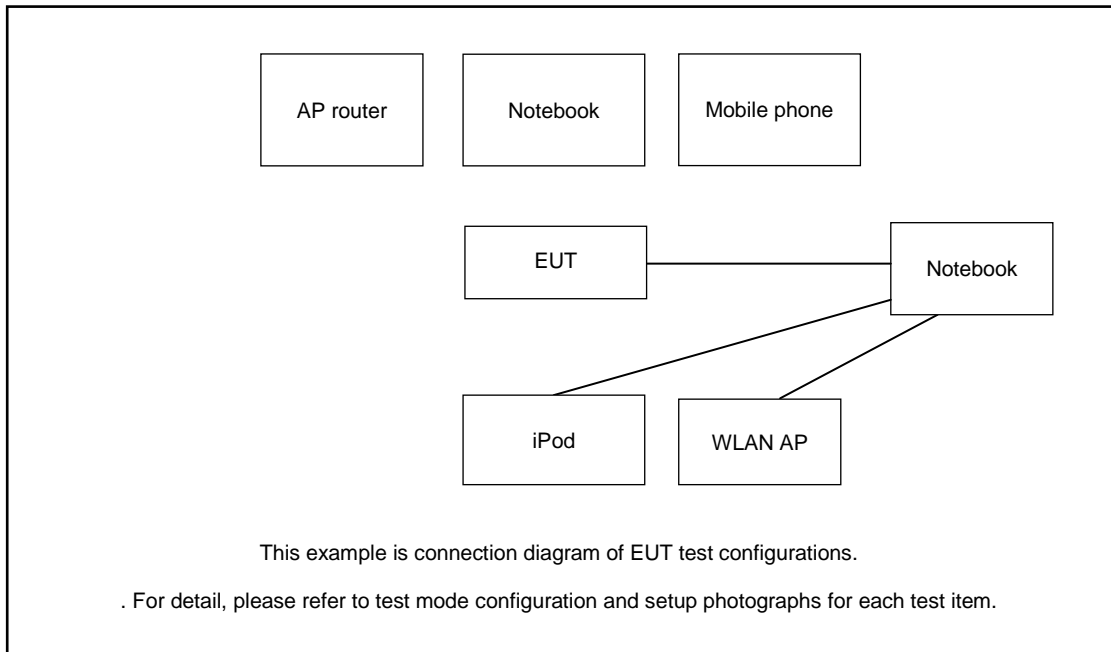 AP router
Notebook
Mobile phone
EUT
Notebook
iPod
WLAN AP
This example is connection diagram of EUT test configurations.
. For detail, please refer to test mode configuration and setup photographs for each test item.